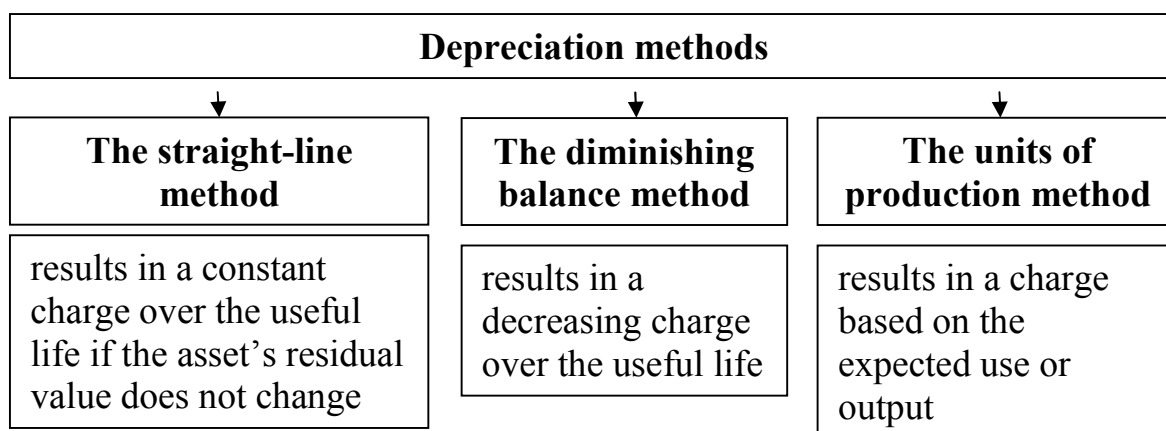 Depreciation methods
The straight-line
method
results in a constant
charge over the useful
life if the asset’s residual
value does not change
The diminishing
balance method
results in a
decreasing charge
over the useful life
The units of
production method
results in a charge
based on the
expected use or
output